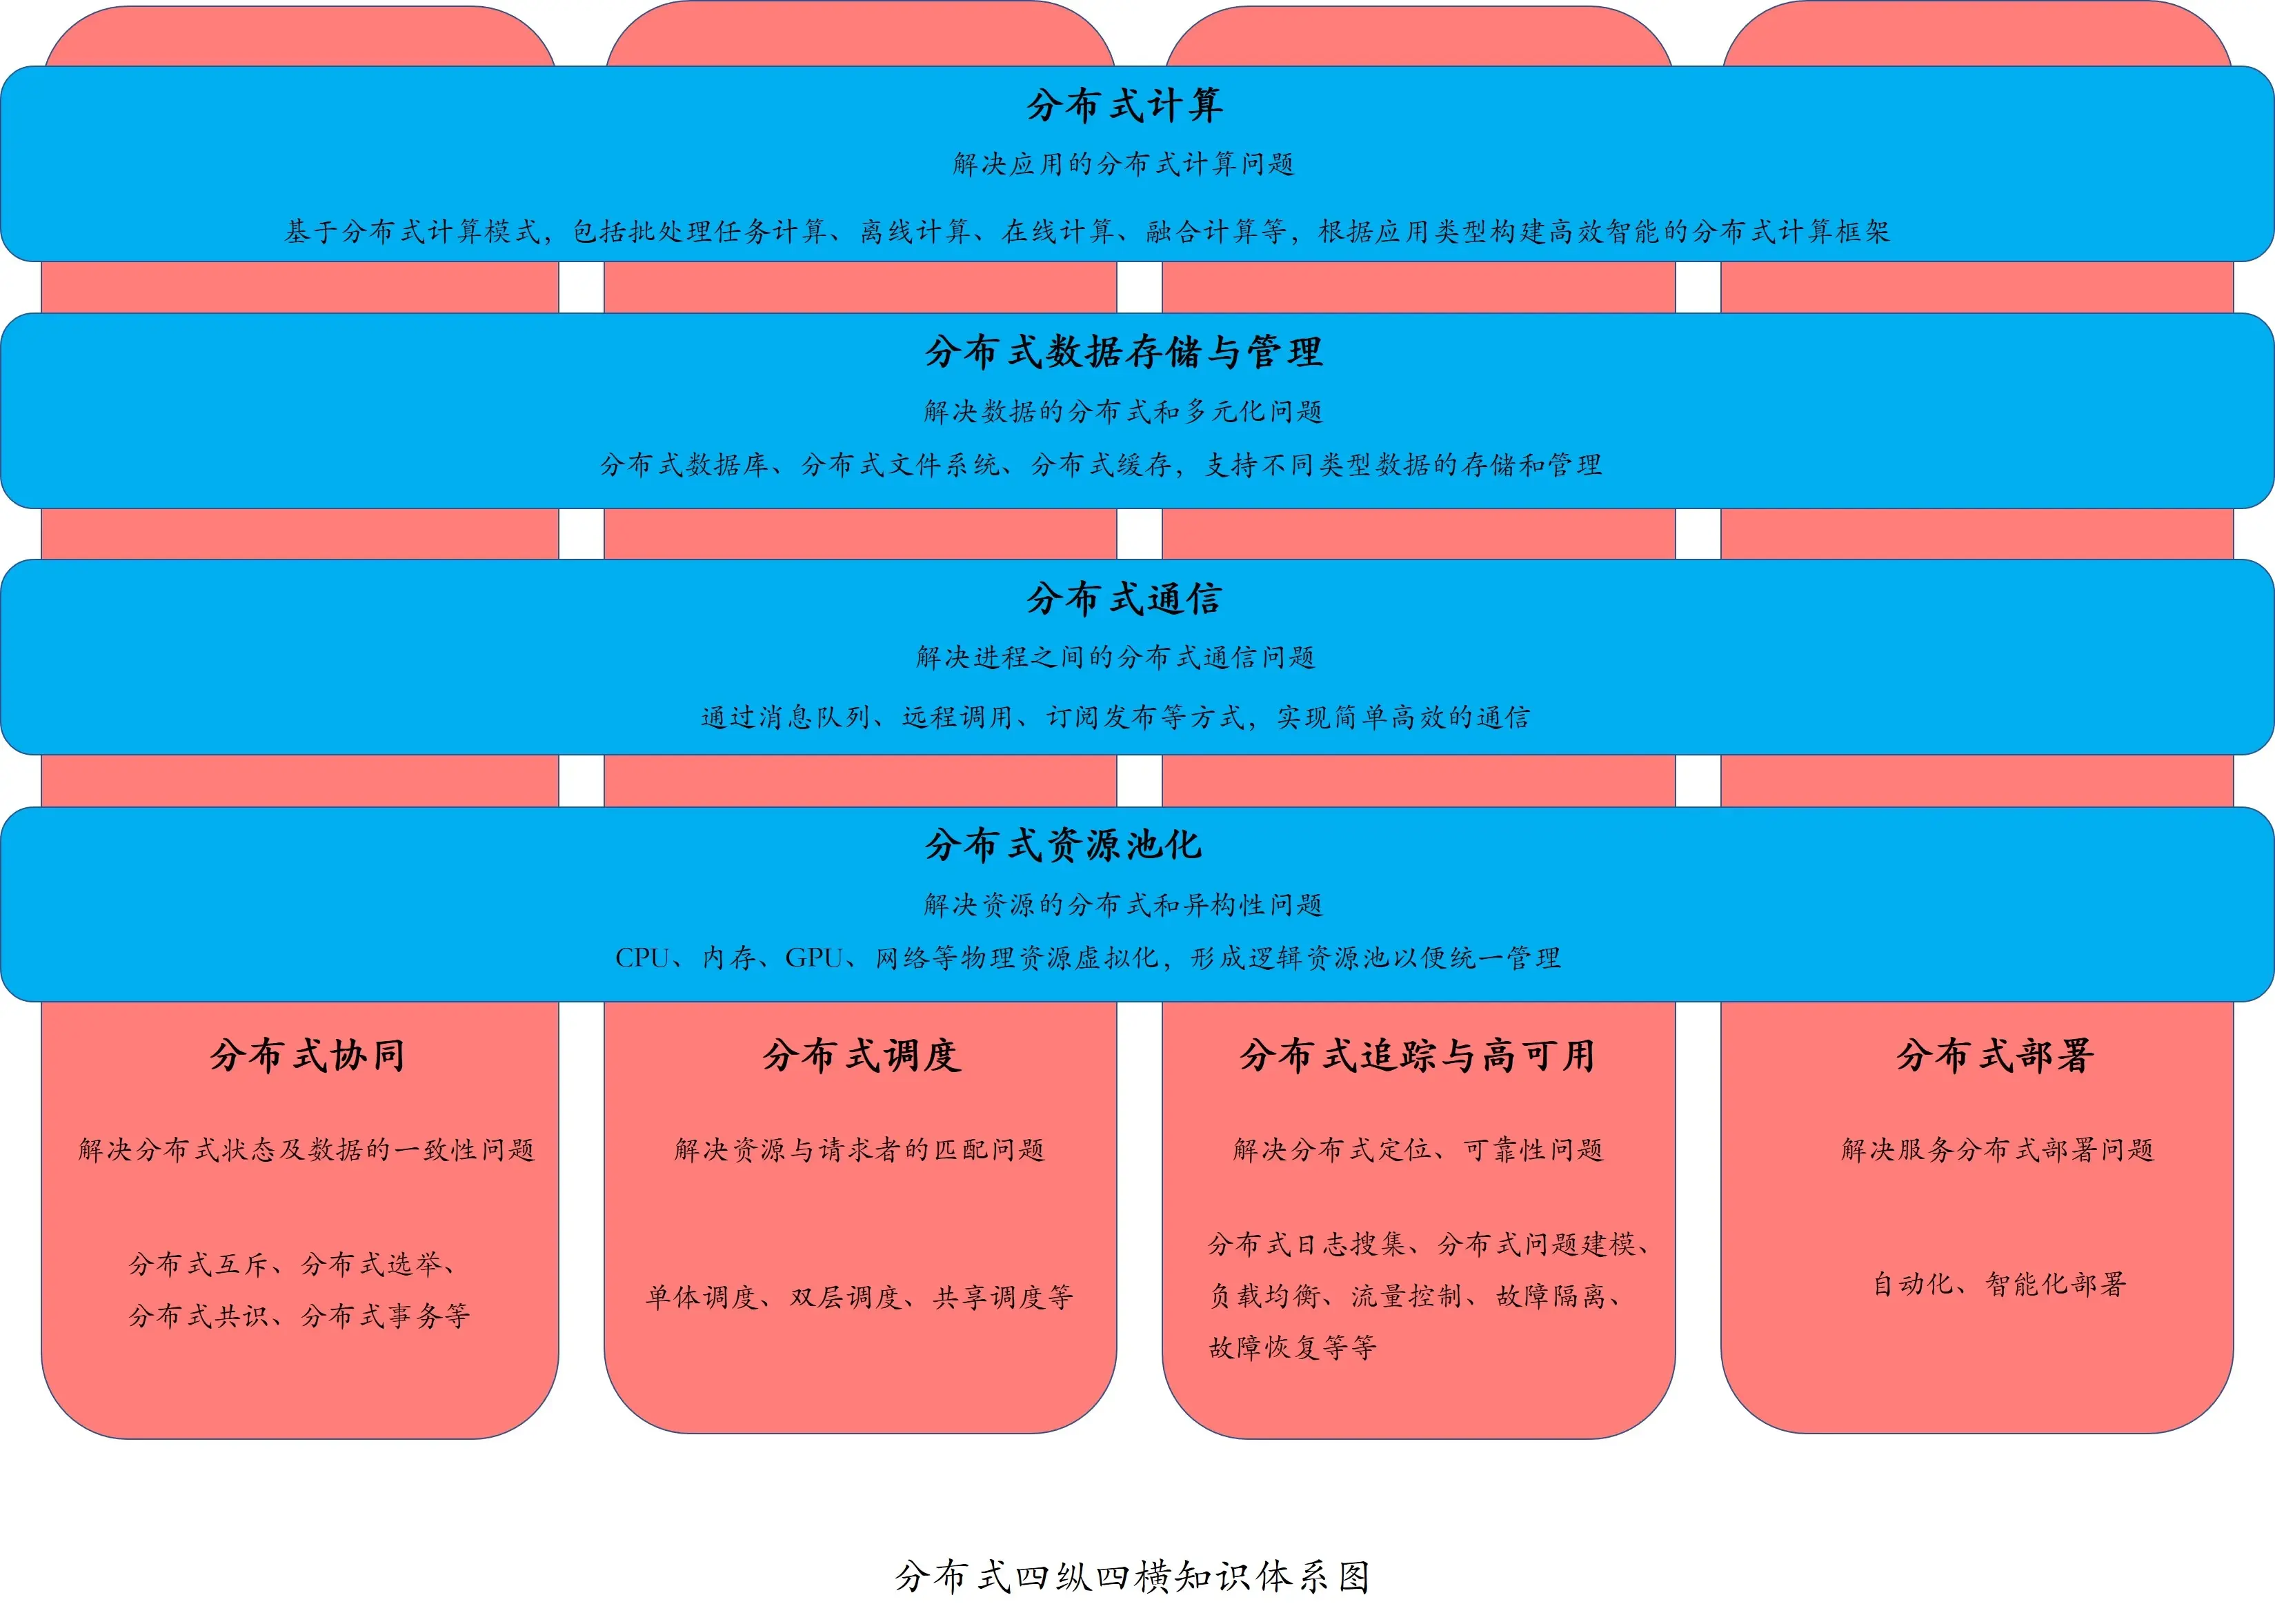 分布式计算
解决应用的分布式计算问题
基于分布式计算模式，包括批处理任务计算、离线计算、在线计算、融合计算等，根据应用类型构建高效智能的分布式计算框架
分布式数据存储与管理
解决数据的分布式和多元化问题
分布式数据库、分布式文件系统、分布式缓存，支持不同类型数据的存储和管理
分布式通信
解决进程之间的分布式通信问题
通过消息队列、远程调用、订阅发布等方式，实现简单高效的通信
分布式资源池化
解决资源的分布式和异构性问题
CPU、内存、GPU、网络等物理资源虚拟化，形成逻辑资源池以便统一管理
分布式协同
解决分布式状态及数据的一致性问题
分布式互斥、分布式选举、
分布式共识、分布式事务等
分布式调度
解决资源与请求者的匹配问题
单体调度、双层调度、共享调度等
分布式追踪与高可用
解决分布式定位、可靠性问题
分布式日志搜集、分布式问题建模、
负载均衡、流量控制、故障隔离、
故障恢复等等
分布式部署
解决服务分布式部署问题
自动化、智能化部署
分布式四纵四横知识体系图